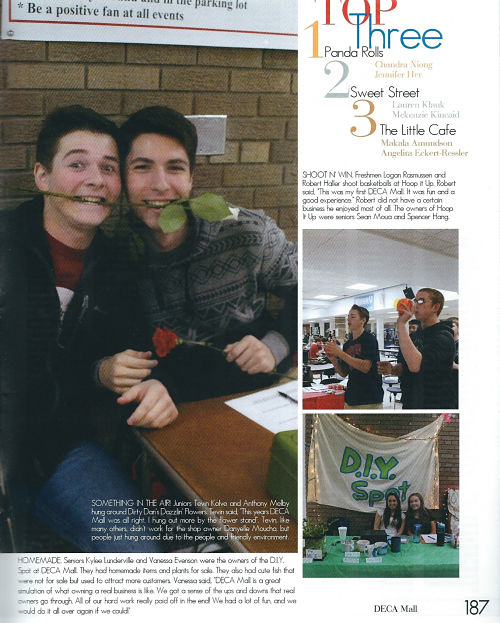 and in the parking lot
* Be a positive fan at all events
TOP
Three
1 Panda Rolls
Chandra Xiong
Jennifer Her
2 Sweet Street
Lauren Klauk
Mckenzie Kincaid
3 The Little Cafe
Makala Amundson
Angelita Eckert-Ressler
SHOOT N' WIN. Freshmen Logan Rasmussen and
Robert Haller shoot basketballs at Hoop It Up. Robert
said, "This was my first DECA Mall. It was fun and a
good experience." Robert did not have a certain
business he enjoyed most of all. The owners of Hoop
It Up were seniors Sean Moua and Spencer Hang.
D.I.Y.
Spot
SOMETHING IN THE AIR! Juniors Tevin Kolve and Anthony Melby
hung around Dirty Dan's Dazzlin' Flowers. Tevin said, "This years DECA
Mall was all right. I hung out more by the flower stand". Tevin, like
many others, didn't work for the shop owner Danyelle Maucha, but
people just hung around due to the people and friendly environment.
HOMEMADE. Seniors Kylee Lunderville and Vanessa Evenson were the owners of the D.I.Y.
Spot at DECA Mall. They had homemade items and plants for sale. They also had cute fish that
were not for sale but used to attract more customers. Vanessa said, "DECA Mall is a great
simulation of what owning a real business is like. We got a sense of the ups and downs that real
owners go through. All of our hard work really paid off in the end! We had a lot of fun, and we
would do it all over again if we could!"
DECA Mall 187